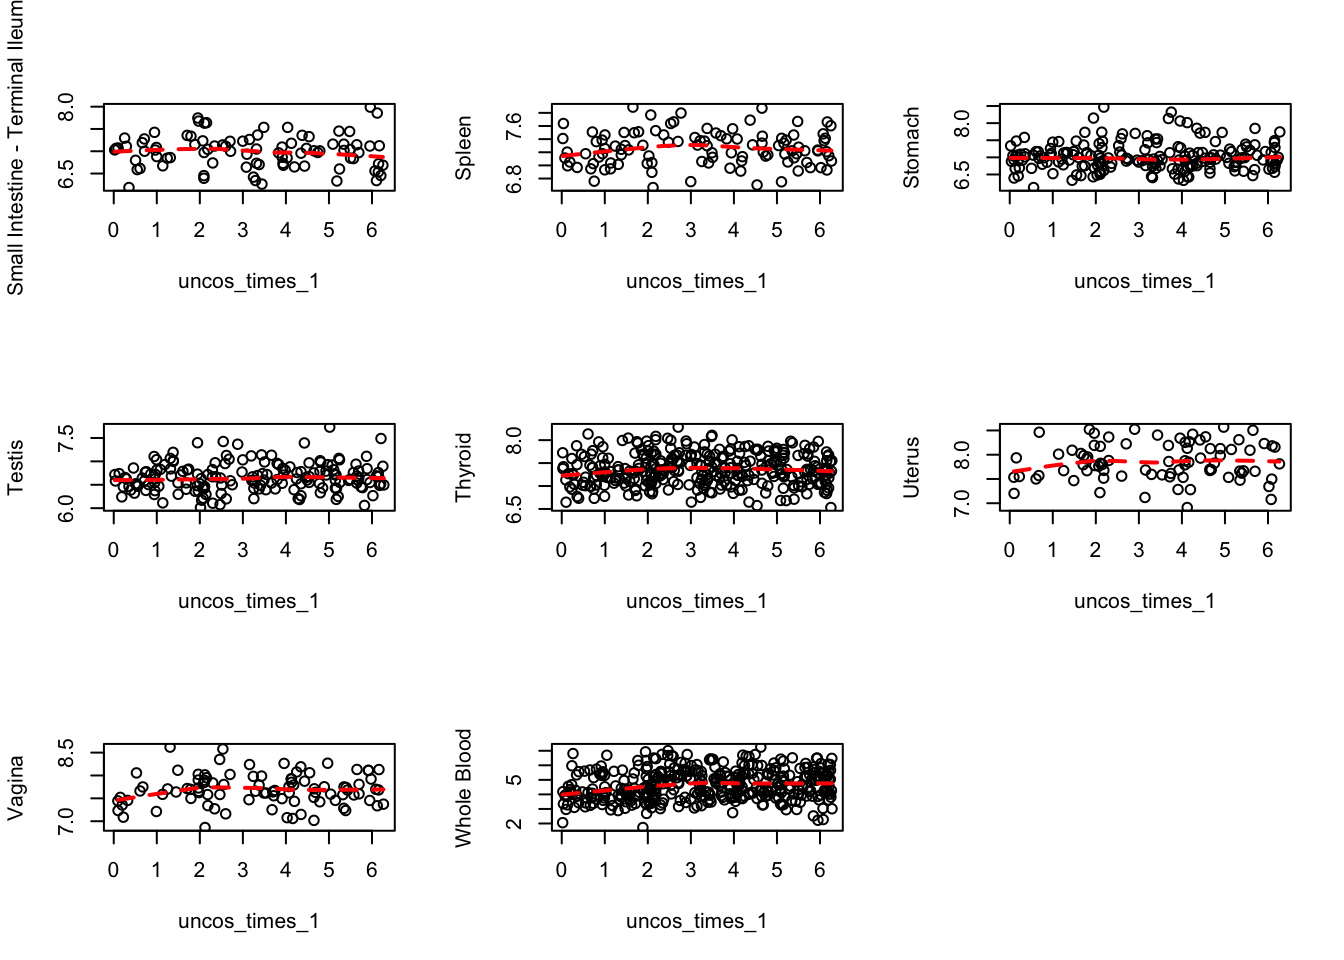 Small Intestine - Terminal Ileum
8.0
6.5
0 1 2 3 4 5 6
uncos_times_1
Spleen
7.6
6.8
0 1 2 3 4 5 6
uncos_times_1
Stomach
8.0
6.5
0 1 2 3 4 5 6
uncos_times_1
Testis
7.5
6.0
0 1 2 3 4 5 6
uncos_times_1
Thyroid
8.0
6.5
0 1 2 3 4 5 6
uncos_times_1
Uterus
8.0
7.0
0 1 2 3 4 5 6
uncos_times_1
Vagina
8.5
7.0
0 1 2 3 4 5 6
uncos_times_1
Whole Blood
5
2
0 1 2 3 4 5 6
uncos_times_1